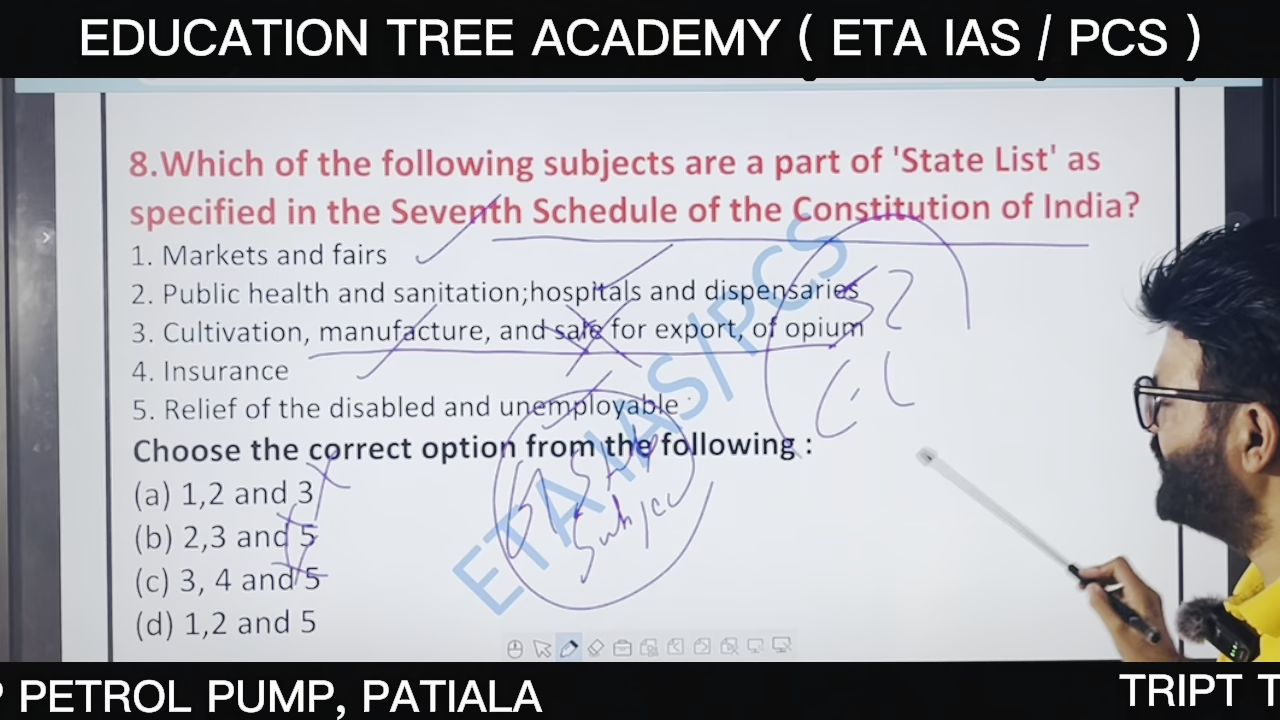 EDUCATION TREE ACADEMY ( ETA IAS / PCS )
8.Which of the following subjects are a part of 'State List' as
specified in the Seventh Schedule of the Constitution of India?
1. Markets and fairs
2. Public health and sanitation;hospitals and dispensaries
3. Cultivation, manufacture, and sale for export, of opium
4. Insurance
5. Relief of the disabled and unemployable
Choose the correct option from the following :
(a) 1,2 and 3
(b) 2,3 and 5
(c) 3, 4 and 5
(d) 1,2 and 5
ETA IAS/PCS
52
61
Subjec
P PETROL PUMP, PATIALA
TRIPT T